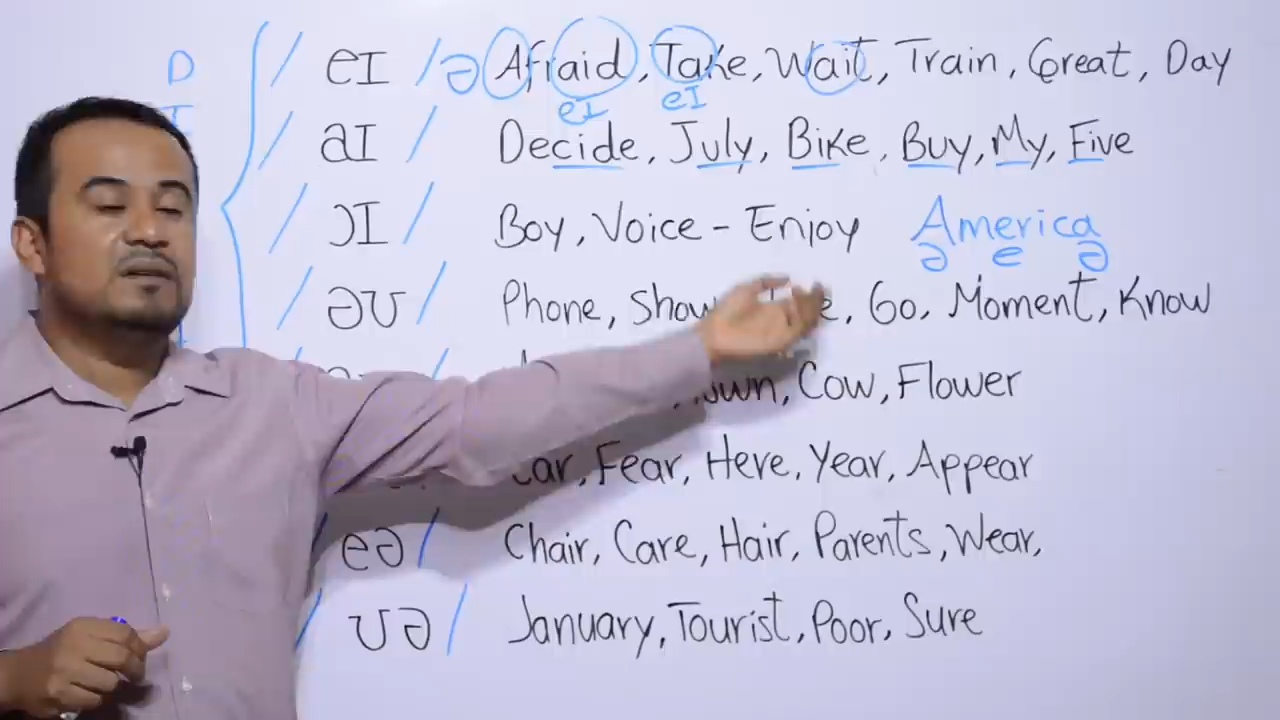 D / eɪ / ə Afraid, Take, Wait, Train, Great, Day
eɪ eɪ
/ aɪ / Decide, July, Bike, Buy, My, Five
/ ɔɪ / Boy, Voice - Enjoy America
ə e ə
/ əʊ / Phone, Show, Go, Moment, Know
Cow, Flower
Fear, Here, Year, Appear
/ eə / Chair, Care, Hair, Parents, Wear,
/ ʊə / January, Tourist, Poor, Sure